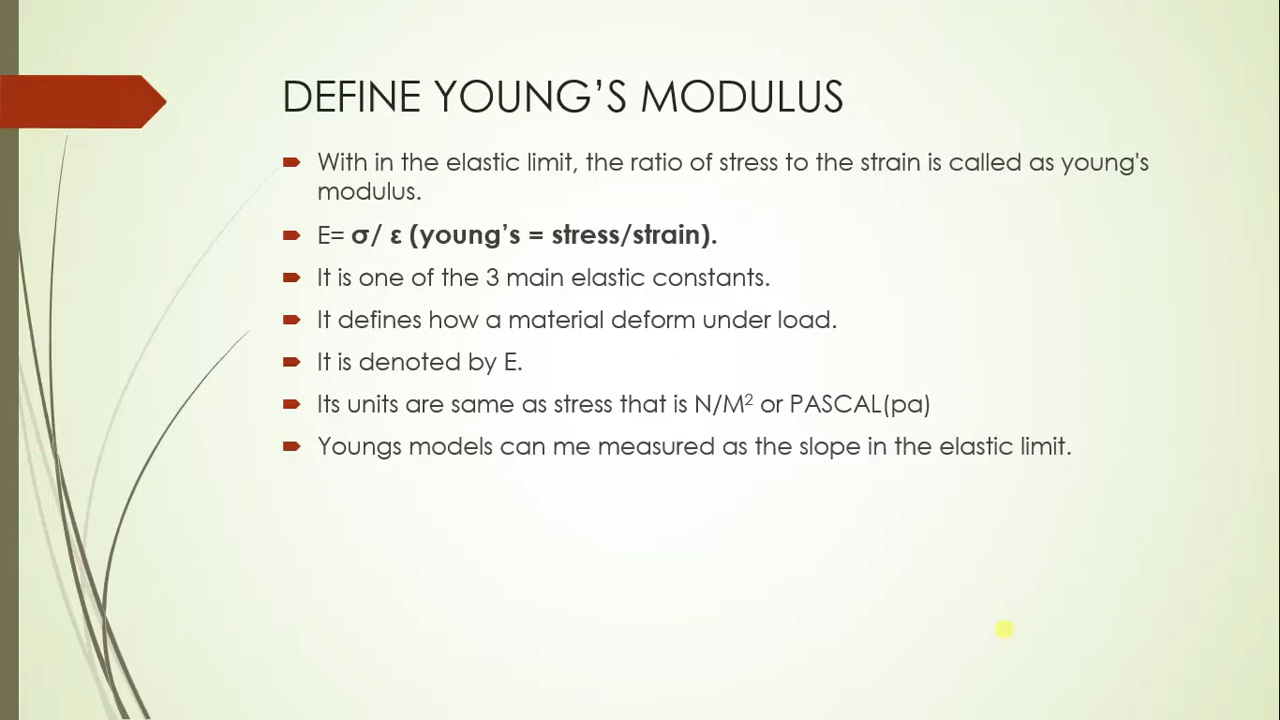 DEFINE YOUNG’S MODULUS
With in the elastic limit, the ratio of stress to the strain is called as young's
modulus.
E= σ/ ε (young’s = stress/strain).
It is one of the 3 main elastic constants.
It defines how a material deform under load.
It is denoted by E.
Its units are same as stress that is N/M² or PASCAL(pa)
Youngs models can me measured as the slope in the elastic limit.